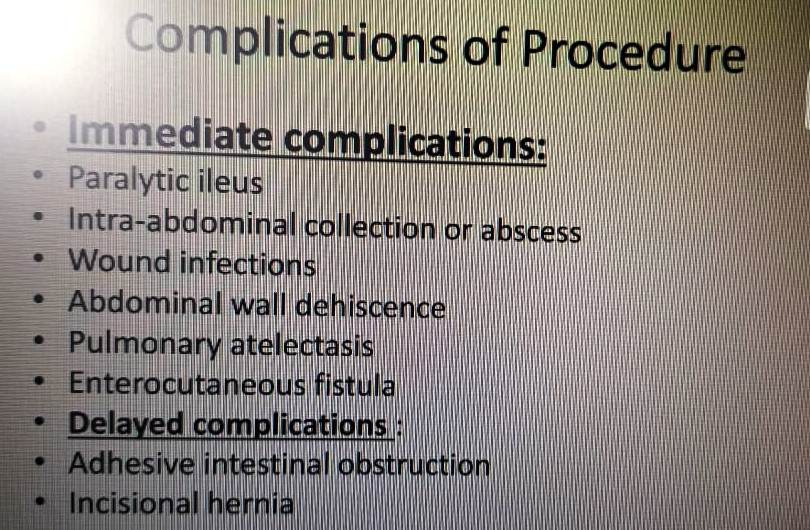 Complications of Procedure
• Immediate complications:
• Paralytic ileus
• Intra-abdominal collection or abscess
• Wound infections
• Abdominal wall dehiscence
• Pulmonary atelectasis
• Enterocutaneous fistula
• Delayed complications :
• Adhesive intestinal obstruction
• Incisional hernia